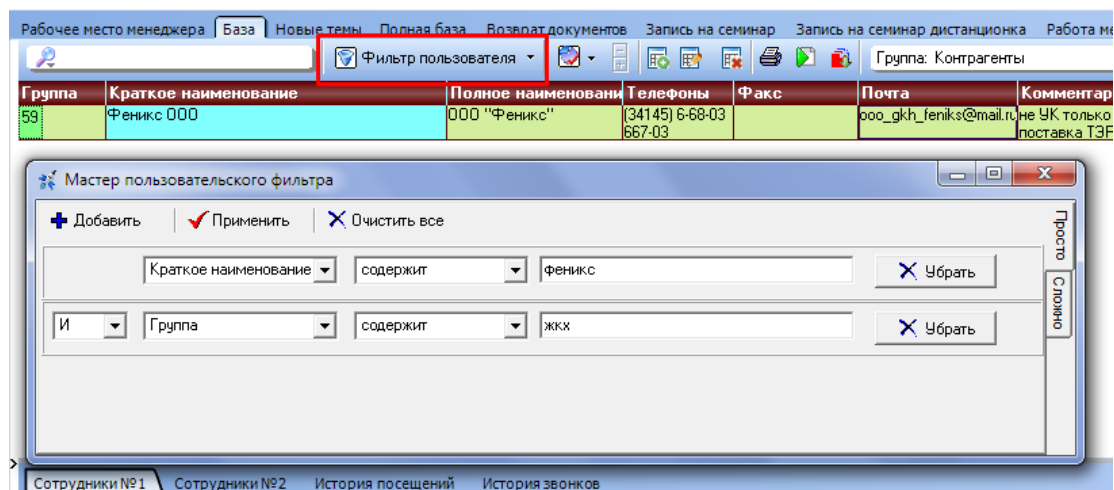 Рабочее место менеджера База Новые темы Полная база Возврат документов Запись на семинар Запись на семинар дистанционка Работа ме
Фильтр пользователя Группа: Контрагенты
Группа Краткое наименование Полное наименовани Телефоны Факс Почта Комментар
59 Феникс ООО ООО "Феникс" (34145) 6-68-03 ooo_gkh_feniks@mail.ru не УК только
667-03 поставка ТЭР
Мастер пользовательского фильтра
Добавить Применить Очистить все
Просто
Краткое наименование содержит феникс Убрать
Сложно
И Группа содержит жкх Убрать
Сотрудники №1 Сотрудники №2 История посещений История звонков